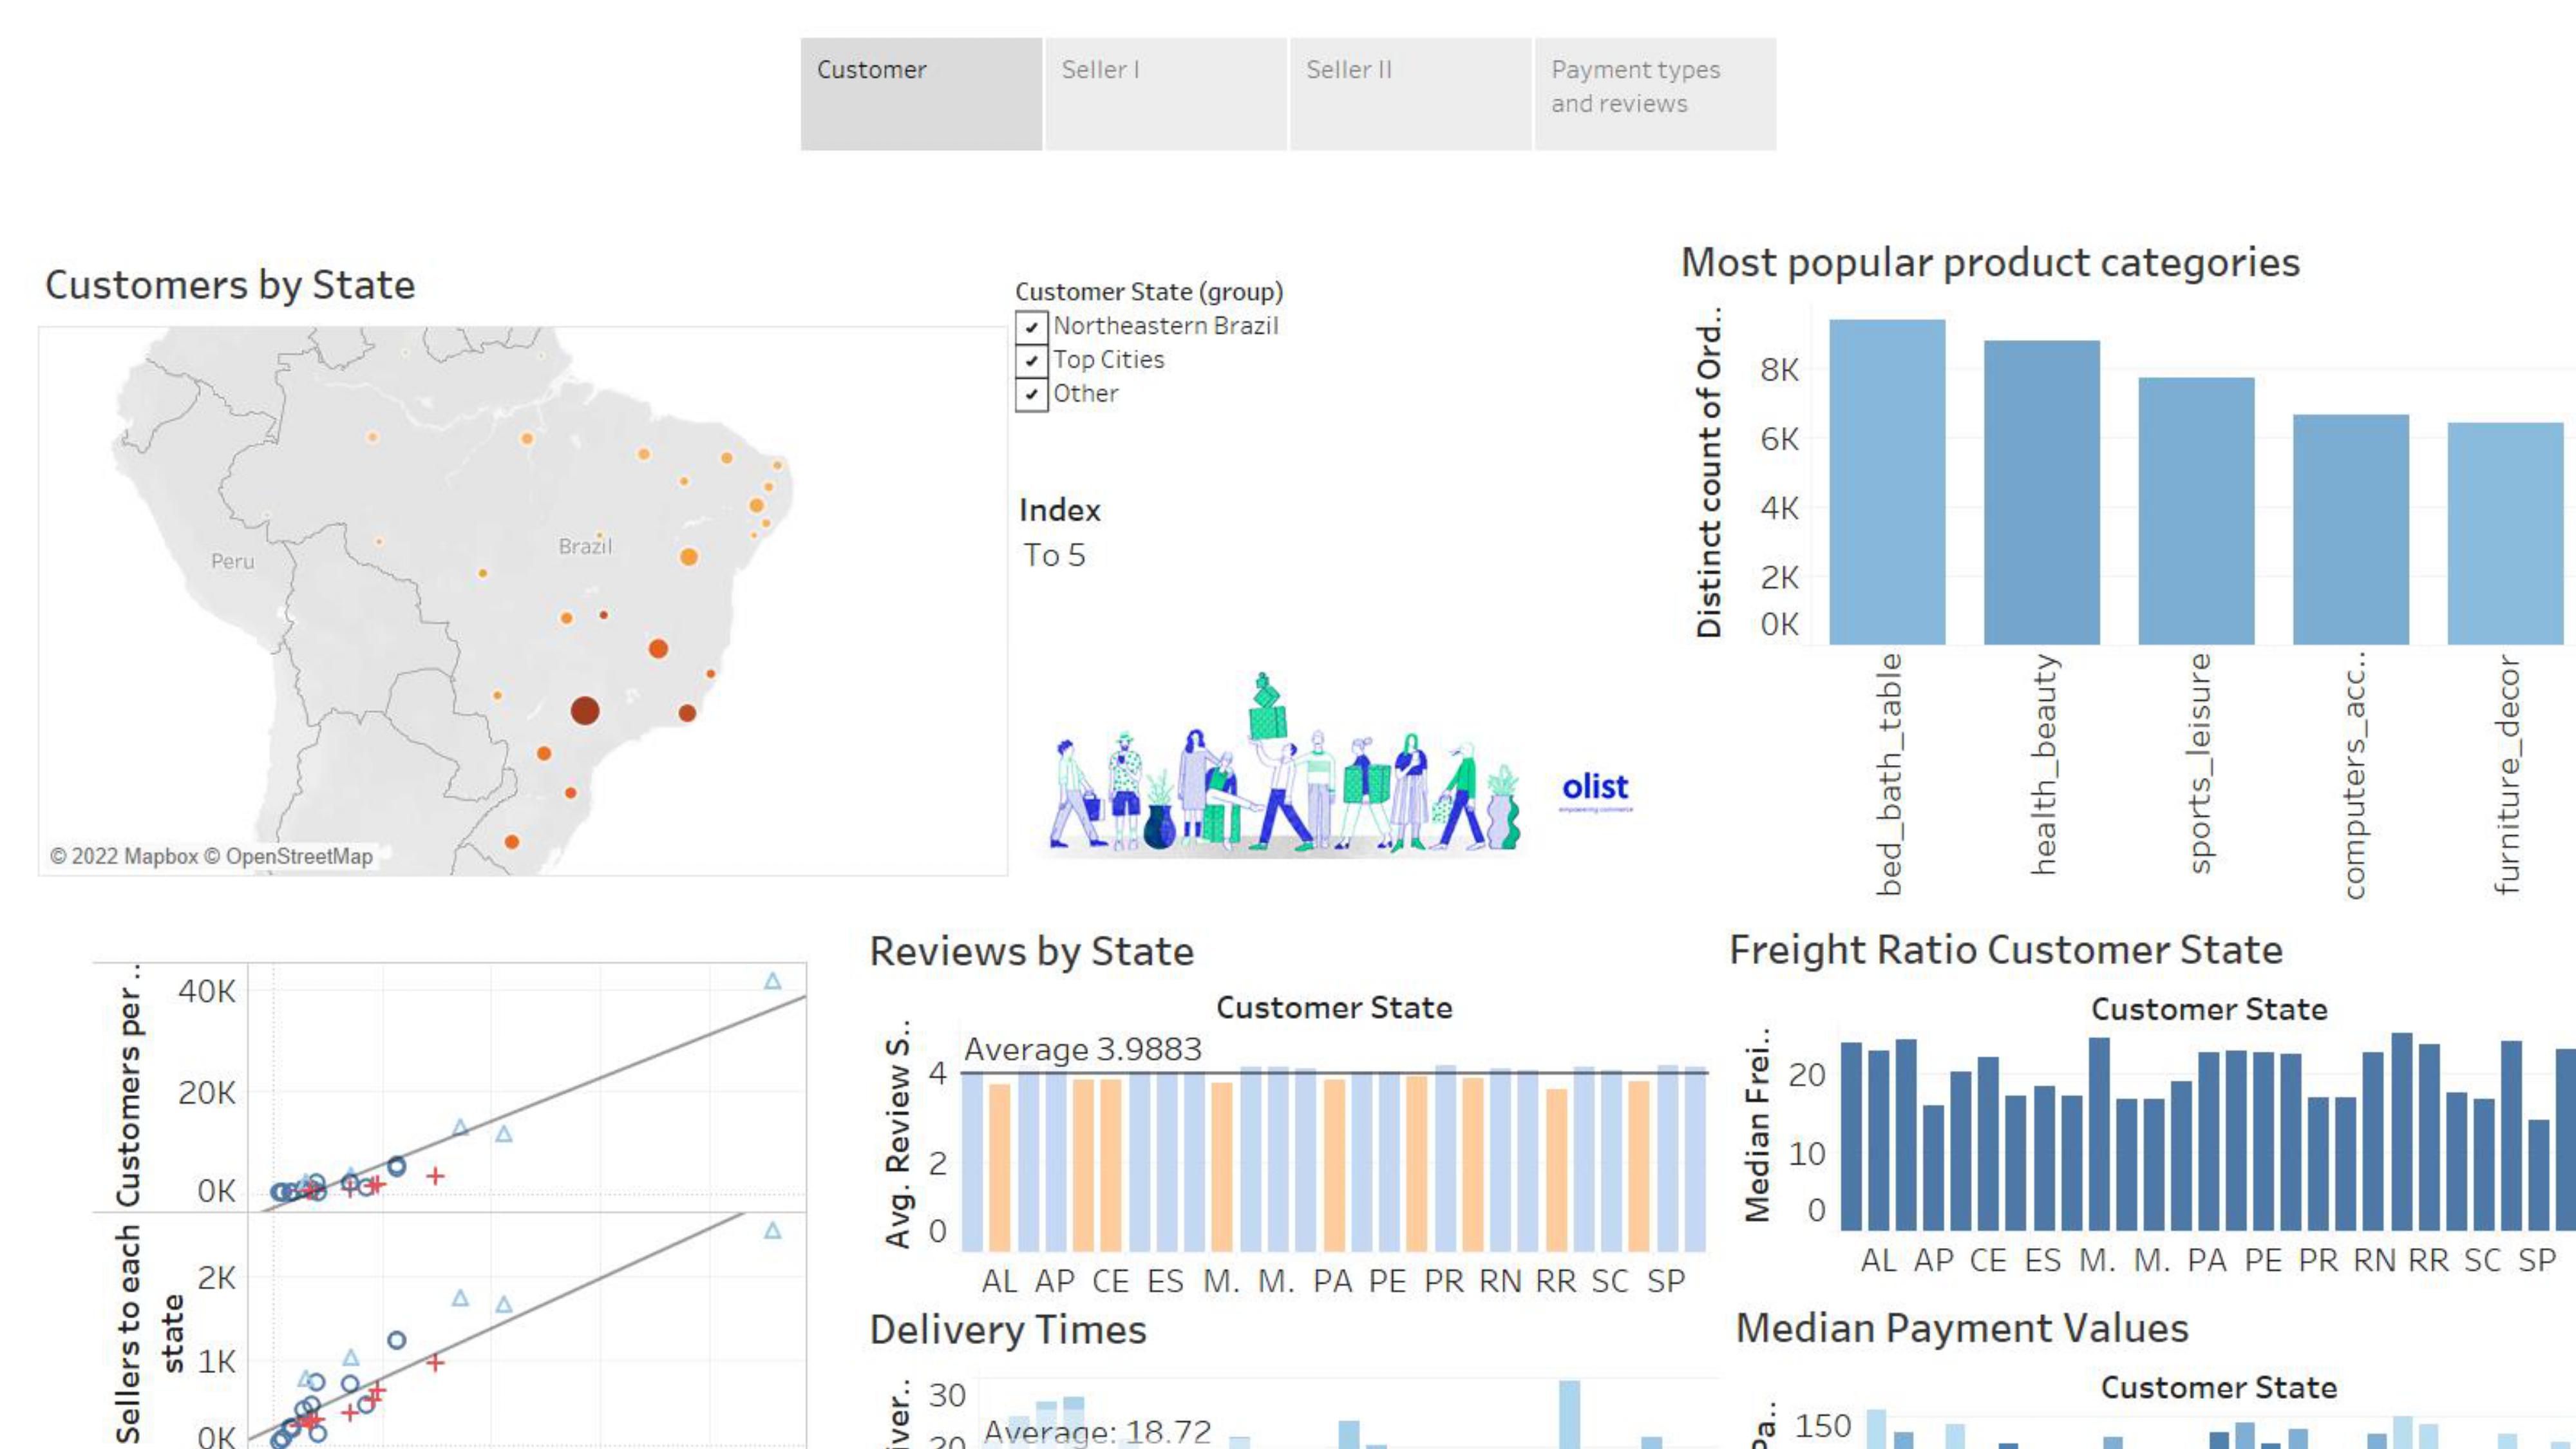 Customer
Seller I
Seller II
Payment types
and reviews
Customers by State
Peru
Brazil
© 2022 Mapbox © OpenStreetMap
Customer State (group)
Northeastern Brazil
Top Cities
Other
Index
To 5
olist
empowering commerce
Most popular product categories
Distinct count of Ord..
8K
6K
4K
2K
0K
bed_bath_table
health_beauty
sports_leisure
computers_acc..
furniture_decor
Customers per ..
40K
20K
0K
Sellers to each
state
2K
1K
0K
Reviews by State
Customer State
Avg. Review S..
Average 3.9883
4
2
0
AL AP CE ES M. M. PA PE PR RN RR SC SP
Freight Ratio Customer State
Customer State
Median Frei..
20
10
0
AL AP CE ES M. M. PA PE PR RN RR SC SP
Delivery Times
iver..
30
Average: 18.72
20
Median Payment Values
Customer State
Pa..
150